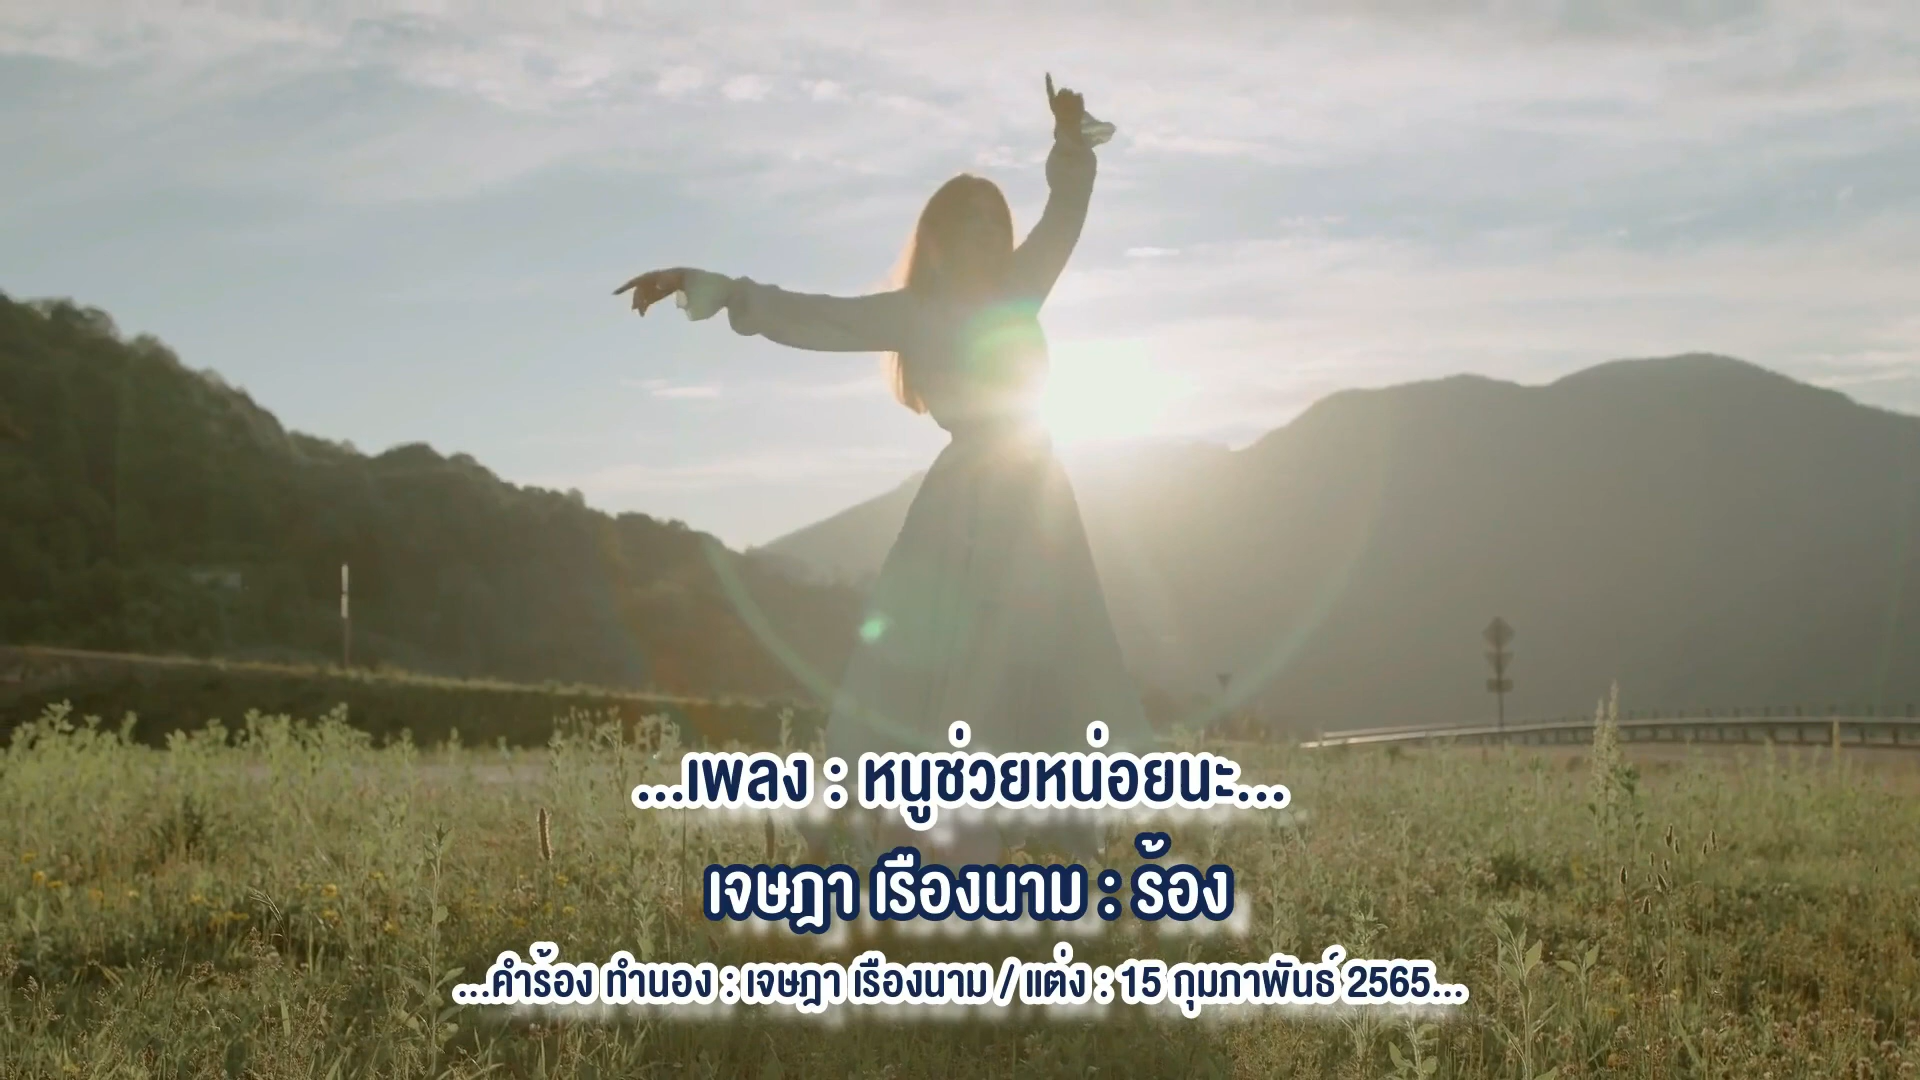 ...เพลง : หนูช่วยหน่อยนะ...
เจษฎา เรืองนาม : ร้อง
...คำร้อง ทำนอง : เจษฎา เรืองนาม / แต่ง : 15 กุมภาพันธ์ 2565...